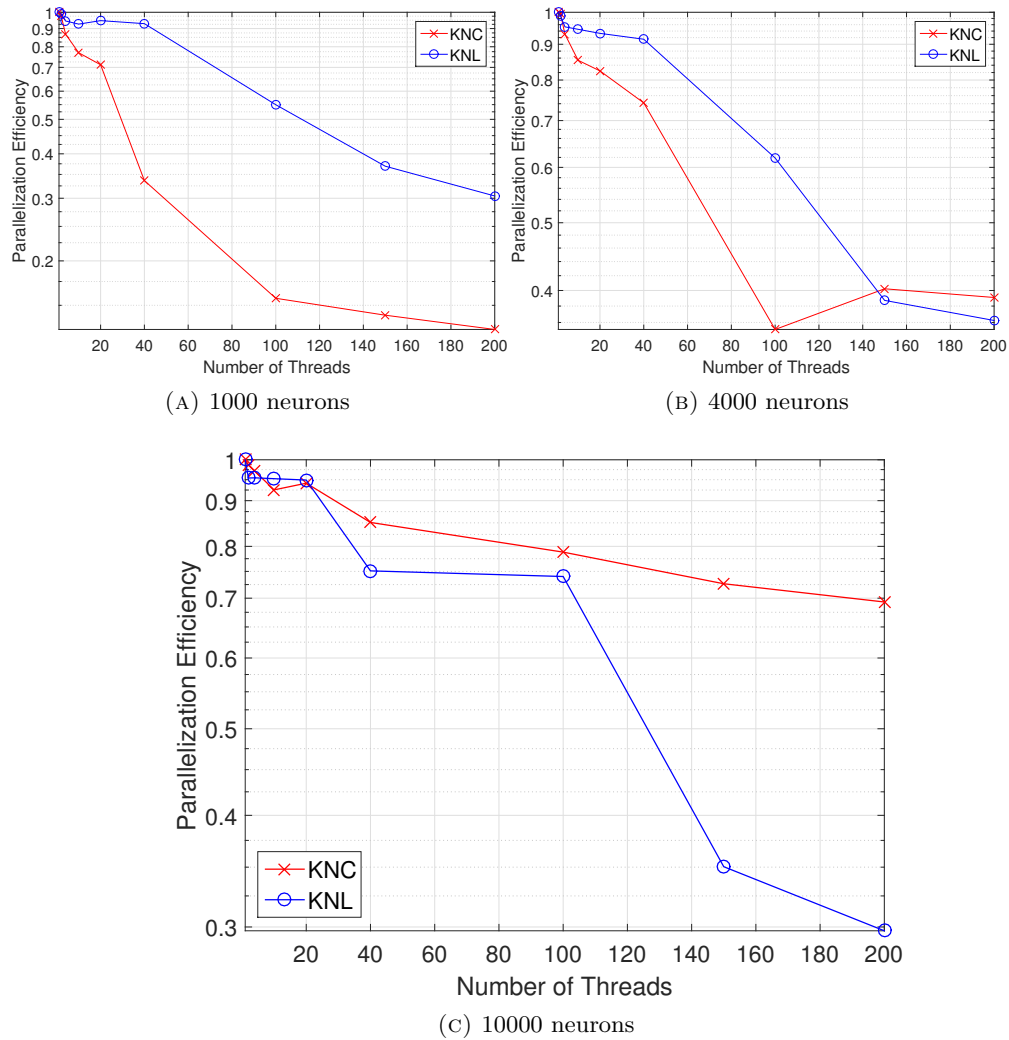 1
0.9
0.8
0.7
0.6
0.5
0.4
0.3
0.2
Parallelization Efficiency
KNC
KNL
20 40 60 80 100 120 140 160 180 200
Number of Threads
(A) 1000 neurons
1
0.9
0.8
0.7
0.6
0.5
0.4
Parallelization Efficiency
KNC
KNL
20 40 60 80 100 120 140 160 180 200
Number of Threads
(B) 4000 neurons
1
0.9
0.8
0.7
0.6
0.5
0.4
0.3
Parallelization Efficiency
KNC
KNL
20 40 60 80 100 120 140 160 180 200
Number of Threads
(C) 10000 neurons